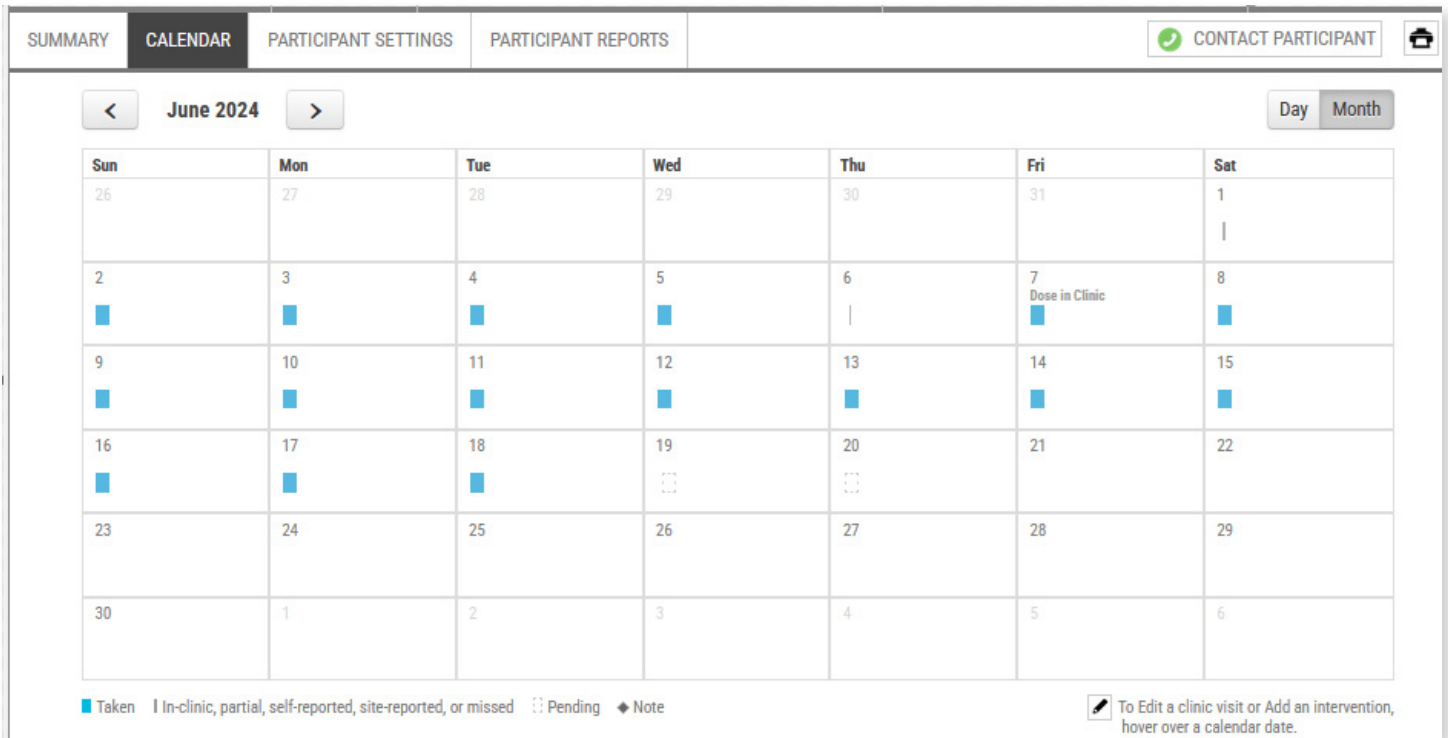 SUMMARY CALENDAR PARTICIPANT SETTINGS PARTICIPANT REPORTS CONTACT PARTICIPANT
June 2024 Day Month
Sun Mon Tue Wed Thu Fri Sat
26 27 28 29 30 31 1
2 3 4 5 6 7 8
Dose in Clinic
9 10 11 12 13 14 15
16 17 18 19 20 21 22
23 24 25 26 27 28 29
30 1 2 3 4 5 6
Taken In-clinic, partial, self-reported, site-reported, or missed Pending Note
To Edit a clinic visit or Add an intervention,
hover over a calendar date.